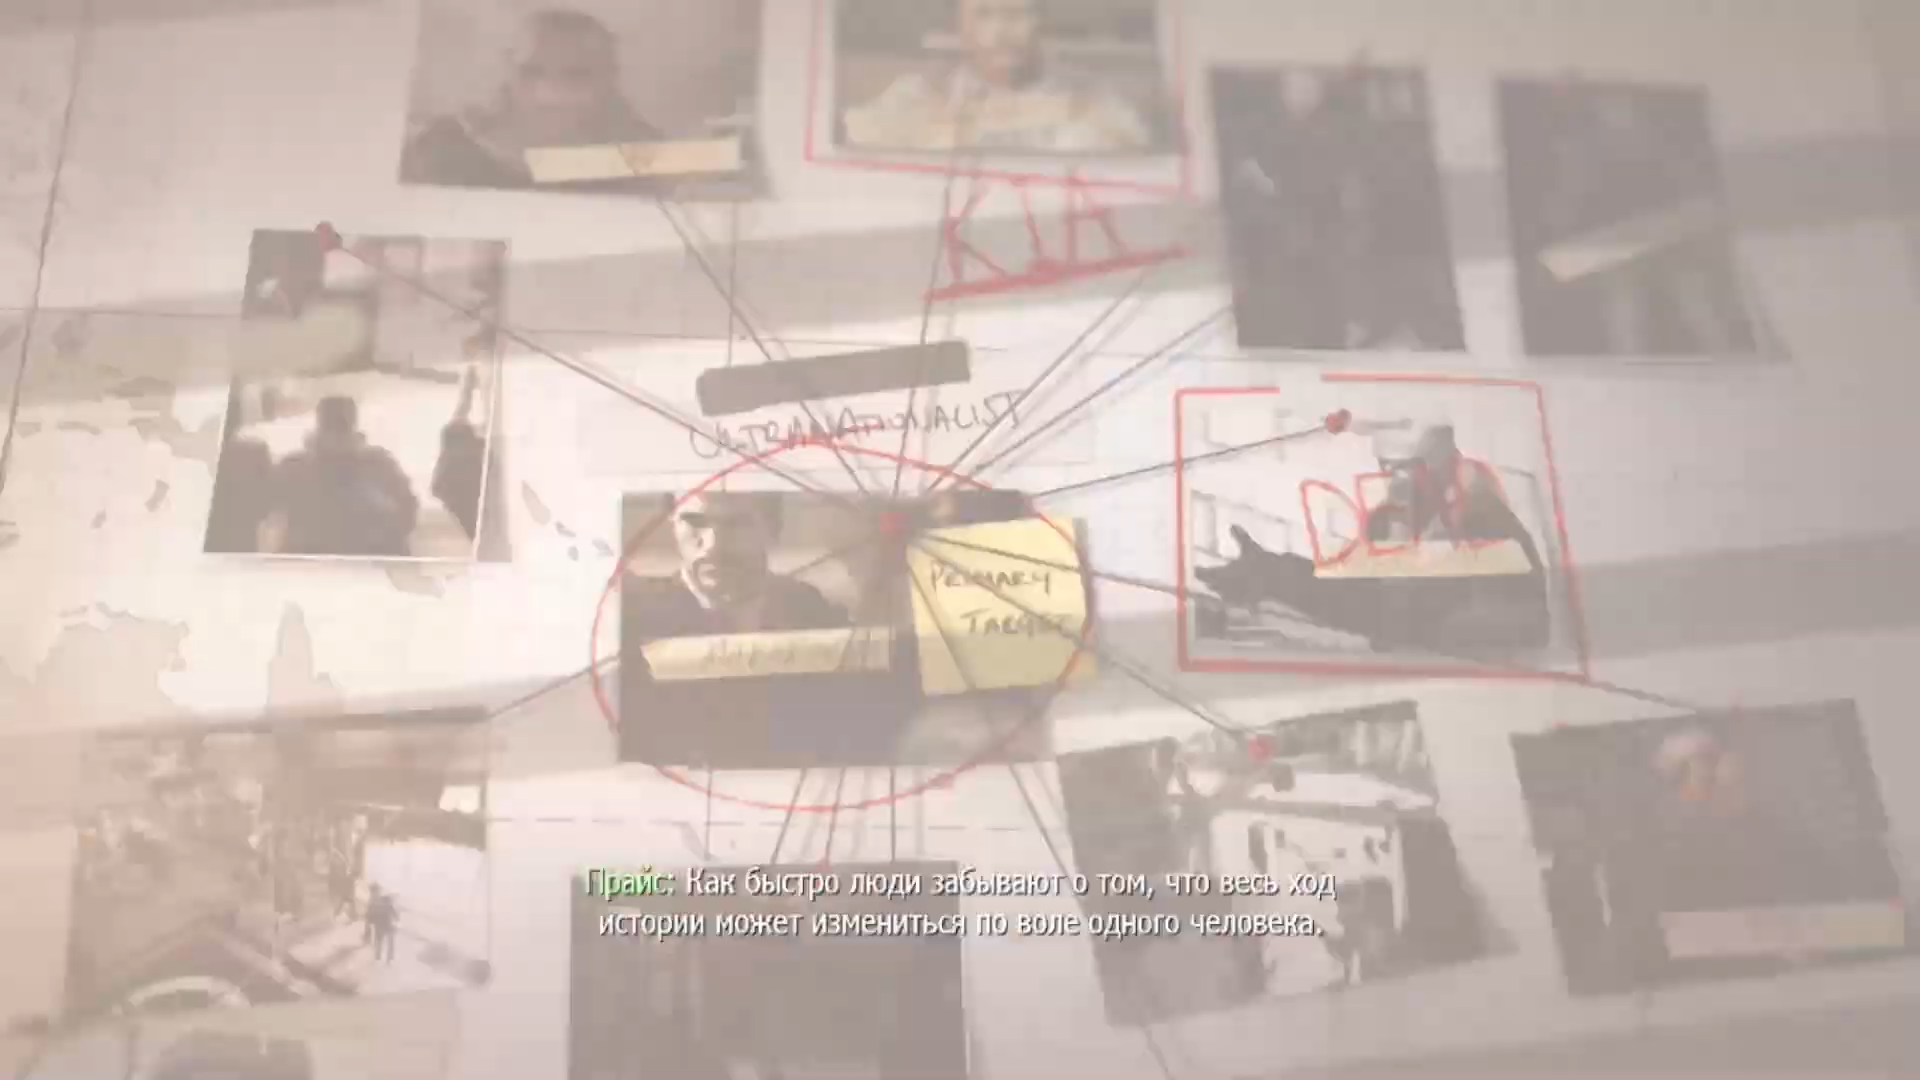 KIA
ULTRANATIONALIST
DEAD
PRIMARY
TARGET
Прайс: Как быстро люди забывают о том, что весь ход
истории может измениться по воле одного человека.